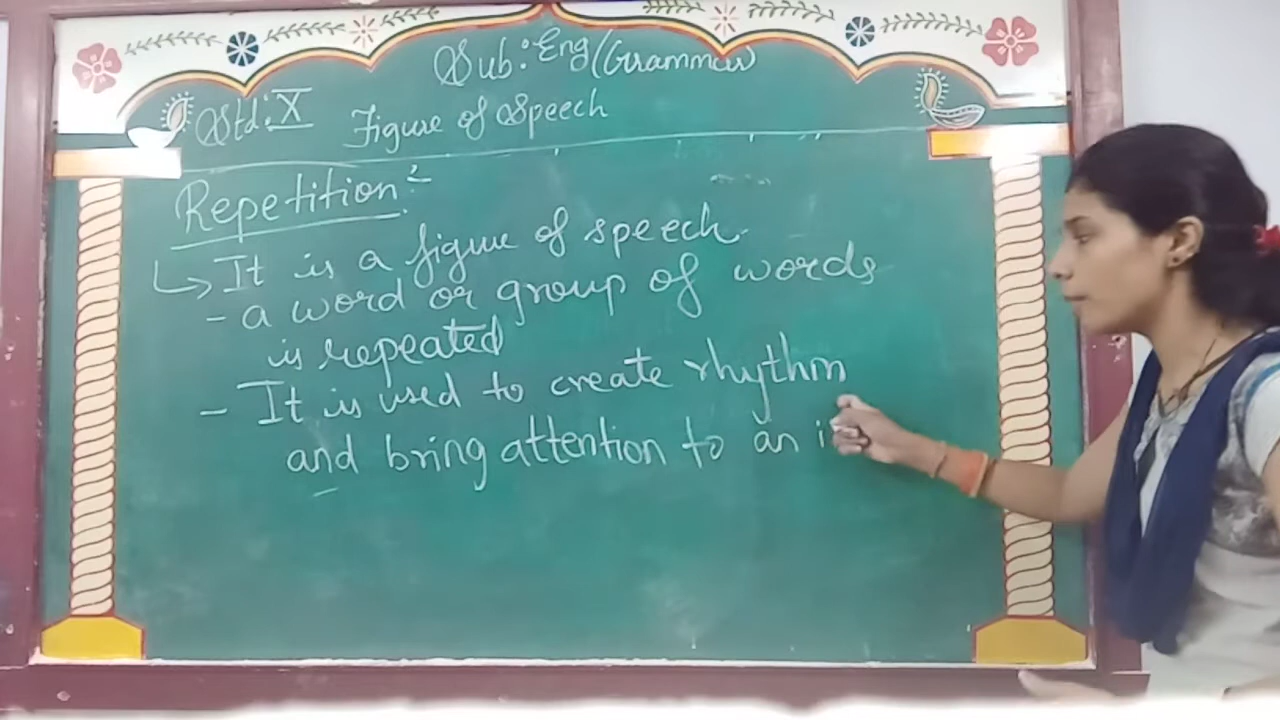 Sub: Eng (Grammar)
Std: X Figure of Speech
Repetition:
It is a figure of speech.
- a word or group of words
is repeated
- It is used to create rhythm
and bring attention to an